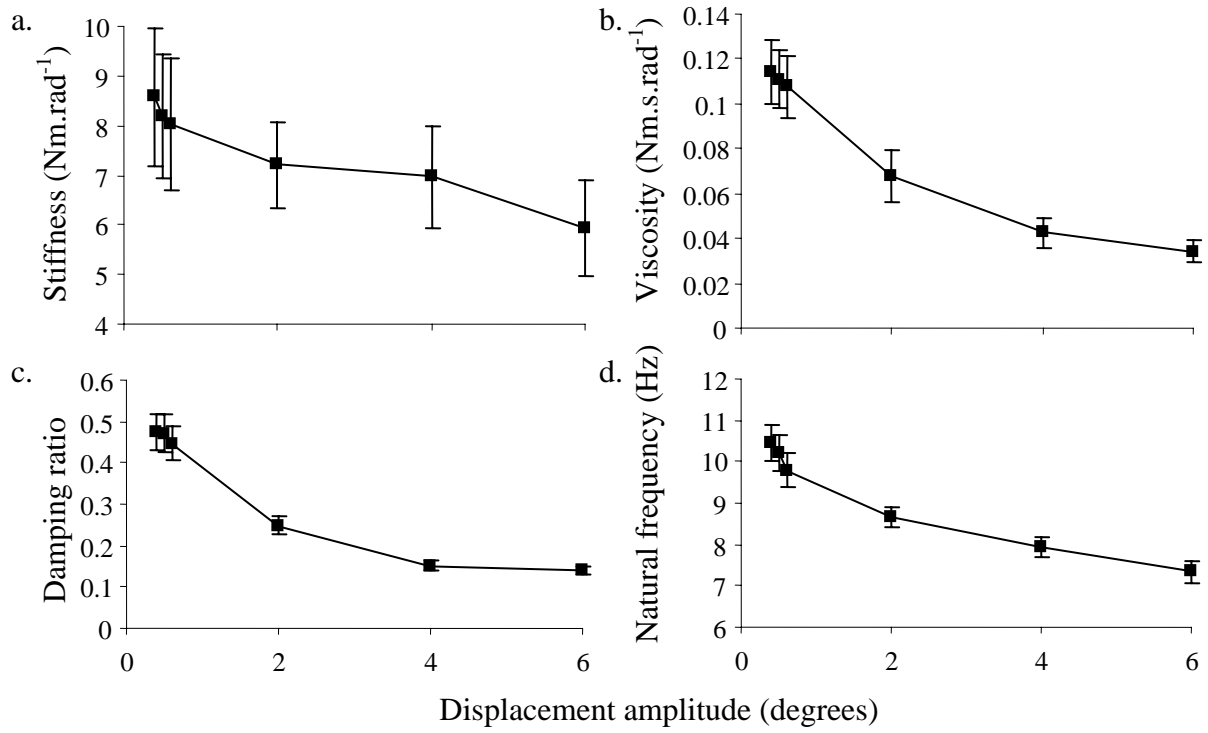 a.
Stiffness (Nm.rad⁻¹)
10
9
8
7
6
5
4
b.
Viscosity (Nm.s.rad⁻¹)
0.14
0.12
0.1
0.08
0.06
0.04
0.02
0
c.
Damping ratio
0.6
0.5
0.4
0.3
0.2
0.1
0
0 2 4 6
d.
Natural frequency (Hz)
12
11
10
9
8
7
6
0 2 4 6
Displacement amplitude (degrees)